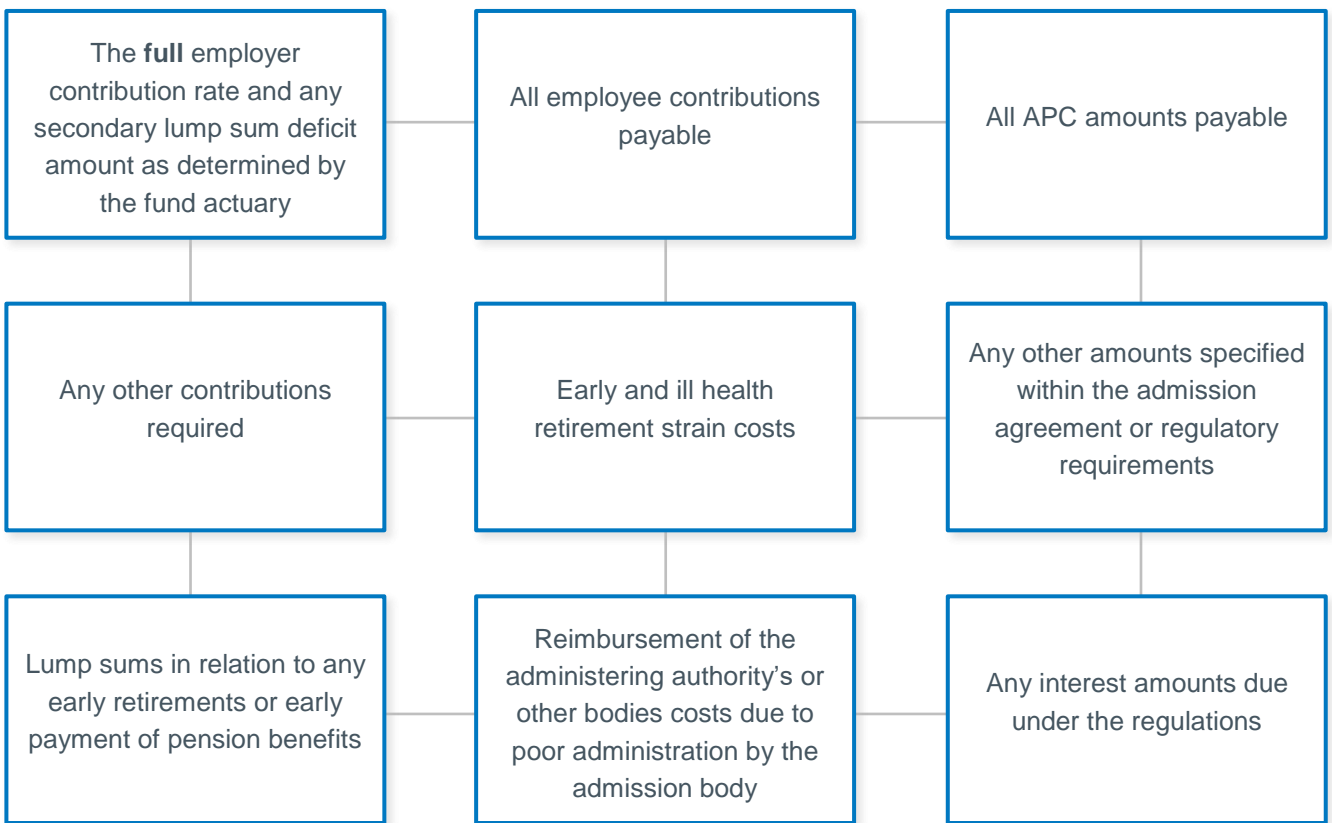 The full employer
contribution rate and any
secondary lump sum deficit
amount as determined by
the fund actuary
All employee contributions
payable
All APC amounts payable
Any other contributions
required
Early and ill health
retirement strain costs
Any other amounts specified
within the admission
agreement or regulatory
requirements
Lump sums in relation to any
early retirements or early
payment of pension benefits
Reimbursement of the
administering authority’s or
other bodies costs due to
poor administration by the
admission body
Any interest amounts due
under the regulations